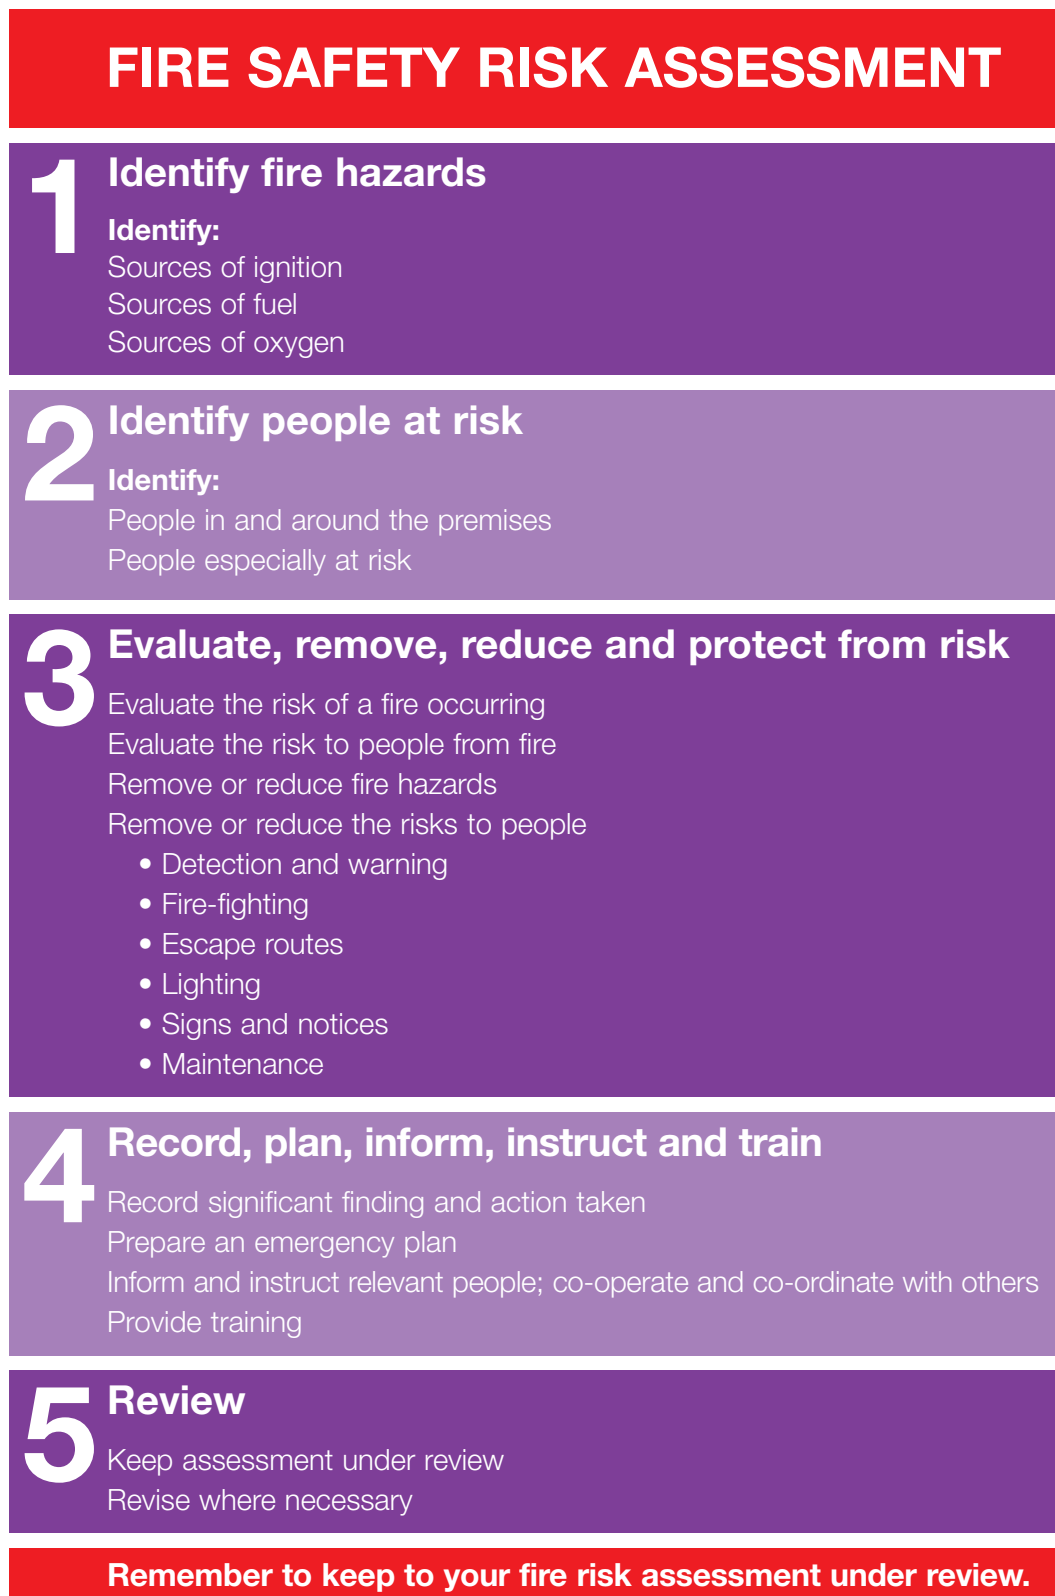 FIRE SAFETY RISK ASSESSMENT
1 Identify fire hazards
Identify:
Sources of ignition
Sources of fuel
Sources of oxygen
2 Identify people at risk
Identify:
People in and around the premises
People especially at risk
3 Evaluate, remove, reduce and protect from risk
Evaluate the risk of a fire occurring
Evaluate the risk to people from fire
Remove or reduce fire hazards
Remove or reduce the risks to people
• Detection and warning
• Fire-fighting
• Escape routes
• Lighting
• Signs and notices
• Maintenance
4 Record, plan, inform, instruct and train
Record significant finding and action taken
Prepare an emergency plan
Inform and instruct relevant people; co-operate and co-ordinate with others
Provide training
5 Review
Keep assessment under review
Revise where necessary
Remember to keep to your fire risk assessment under review.